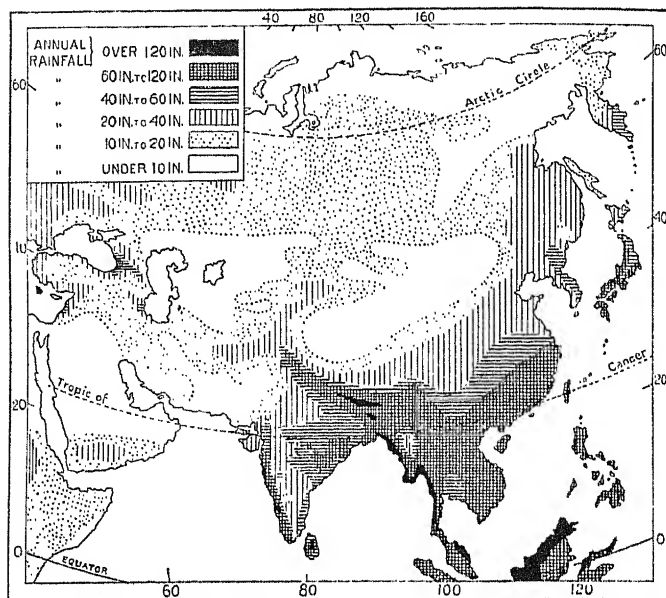 40 80 120 160
ANNUAL RAINFALL } OVER 120 IN.
" 60 IN. TO 120 IN.
" 40 IN. TO 60 IN.
" 20 IN. TO 40 IN.
" 10 IN. TO 20 IN.
" UNDER 10 IN.
60
60
Arctic Circle
40
40
Tropic of Cancer
20
20
0
EQUATOR
0
60 80 100 120